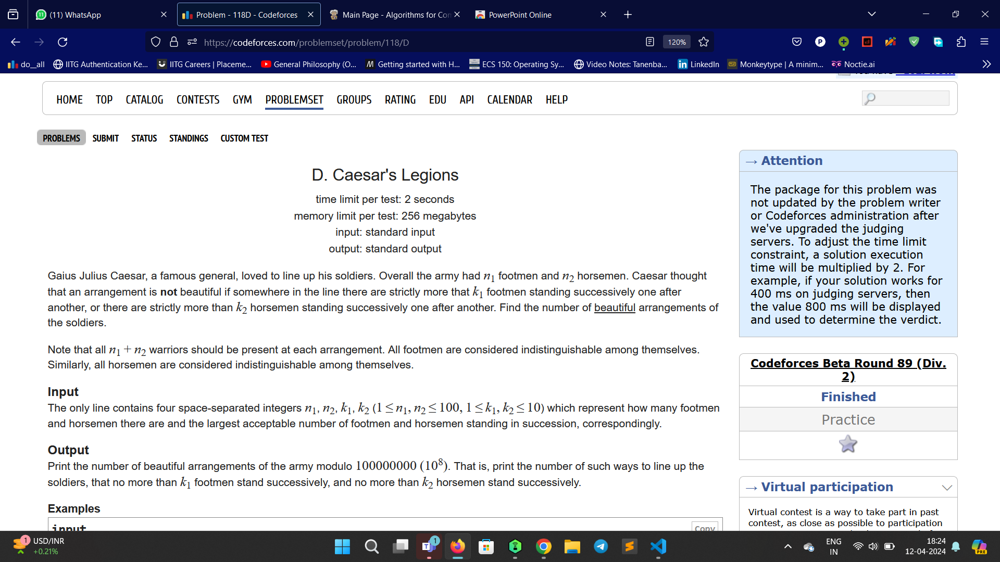 (11) WhatsApp
Problem - 118D - Codeforces
Main Page - Algorithms for Con
PowerPoint Online
https://codeforces.com/problemset/problem/118/D
120%
do__all
IITG Authentication Ke...
IITG Careers | Placeme...
General Philosophy (O...
Getting started with H...
ECS 150: Operating Sy...
Video Notes: Tanenba...
LinkedIn
Monkeytype | A minim...
Noctie.ai
HOME TOP CATALOG CONTESTS GYM PROBLEMSET GROUPS RATING EDU API CALENDAR HELP
PROBLEMS SUBMIT STATUS STANDINGS CUSTOM TEST
D. Caesar's Legions
time limit per test: 2 seconds
memory limit per test: 256 megabytes
input: standard input
output: standard output
Gaius Julius Caesar, a famous general, loved to line up his soldiers. Overall the army had n1 footmen and n2 horsemen. Caesar thought
that an arrangement is not beautiful if somewhere in the line there are strictly more that k1 footmen standing successively one after
another, or there are strictly more than k2 horsemen standing successively one after another. Find the number of beautiful arrangements of
the soldiers.
Note that all n1 + n2 warriors should be present at each arrangement. All footmen are considered indistinguishable among themselves.
Similarly, all horsemen are considered indistinguishable among themselves.
Input
The only line contains four space-separated integers n1, n2, k1, k2 (1 ≤ n1, n2 ≤ 100, 1 ≤ k1, k2 ≤ 10) which represent how many footmen
and horsemen there are and the largest acceptable number of footmen and horsemen standing in succession, correspondingly.
Output
Print the number of beautiful arrangements of the army modulo 100000000 (10⁸). That is, print the number of such ways to line up the
soldiers, that no more than k1 footmen stand successively, and no more than k2 horsemen stand successively.
Examples
input
Copy
→ Attention
The package for this problem was
not updated by the problem writer
or Codeforces administration after
we've upgraded the judging
servers. To adjust the time limit
constraint, a solution execution
time will be multiplied by 2. For
example, if your solution works for
400 ms on judging servers, then
the value 800 ms will be displayed
and used to determine the verdict.
Codeforces Beta Round 89 (Div.
2)
Finished
Practice
→ Virtual participation
Virtual contest is a way to take part in past
contest, as close as possible to participation
1
USD/INR
+0.21%
1
ENG
IN
18:24
12-04-2024
PRE